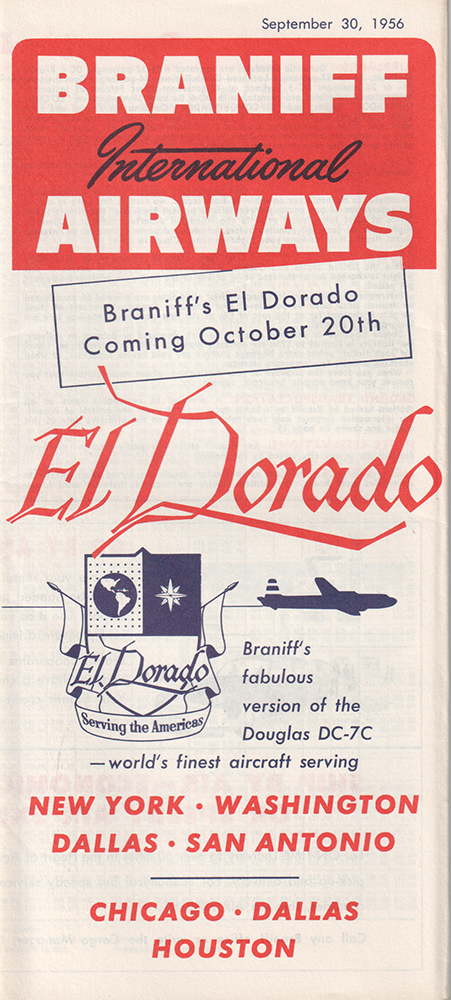 September 30, 1956
BRANIFF
International
AIRWAYS
Braniff's El Dorado
Coming October 20th
El Dorado
El Dorado
Serving the Americas
Braniff's
fabulous
version of the
Douglas DC-7C
—world's finest aircraft serving
NEW YORK • WASHINGTON
DALLAS • SAN ANTONIO
CHICAGO • DALLAS
HOUSTON